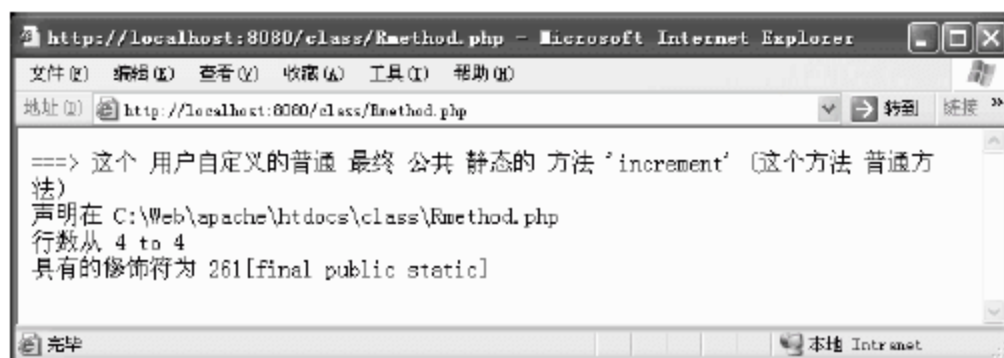 http://localhost:8080/class/Rmethod.php - Microsoft Internet Explorer
文件(F) 编辑(E) 查看(V) 收藏(A) 工具(T) 帮助(H)
地址(D) http://localhost:8080/class/Rmethod.php 转到 链接 »
===> 这个 用户自定义的普通 最终 公共 静态的 方法 'increment' (这个方法 普通方
法)
声明在 C:\Web\apache\htdocs\class\Rmethod.php
行数从 4 to 4
具有的修饰符为 261[final public static]
完毕 本地 Intranet